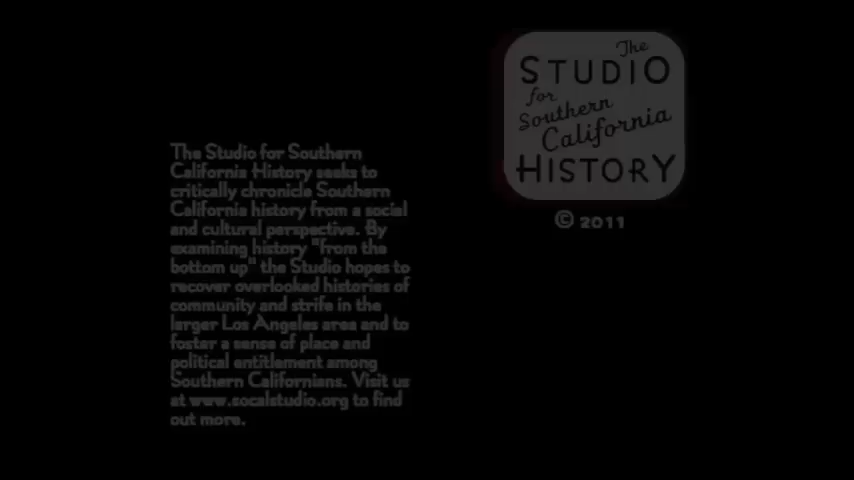 The Studio for Southern
California History seeks to
critically chronicle Southern
California history from a social
and cultural perspective. By
examining history "from the
bottom up" the Studio hopes to
recover overlooked histories of
community and strife in the
larger Los Angeles area and to
foster a sense of place and
political entitlement among
Southern Californians. Visit us
at www.socalstudio.org to find
out more.
The
STUDIO
for
Southern
California
HISTORY
© 2011